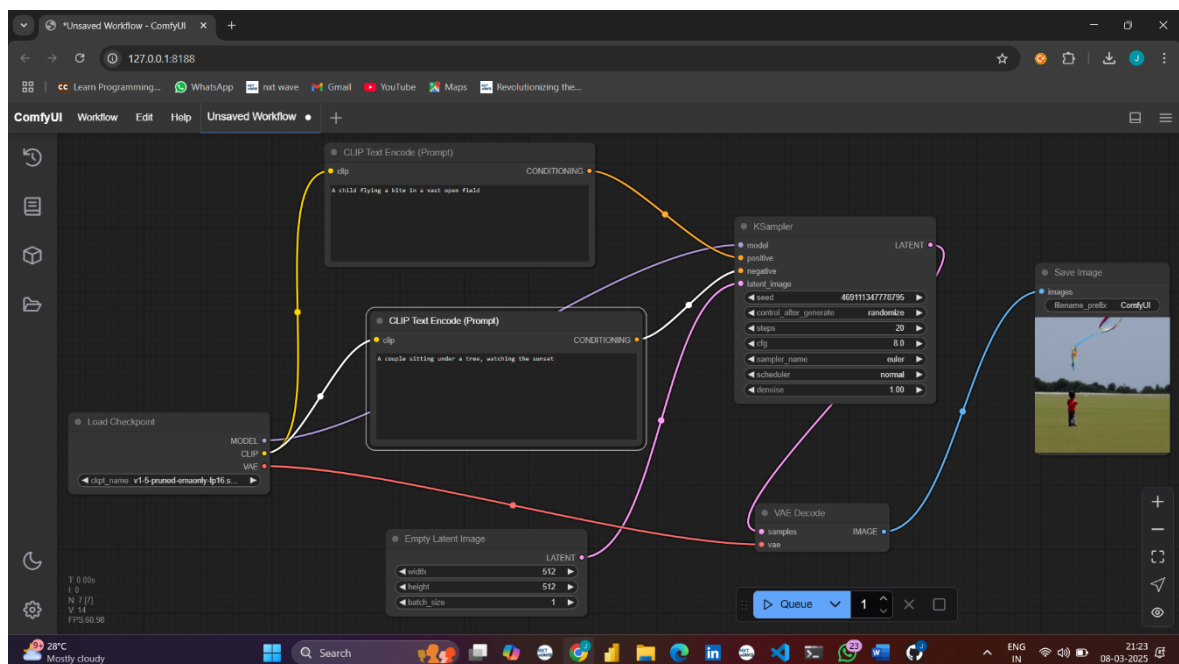 *Unsaved Workflow - ComfyUI
127.0.0.1:8188
Learn Programming...
WhatsApp
nxt wave
Gmail
YouTube
Maps
Revolutionizing the...
ComfyUI
Workflow
Edit
Help
Unsaved Workflow
CLIP Text Encode (Prompt)
clip
CONDITIONING
A child flying a kite in a vast open field
CLIP Text Encode (Prompt)
clip
CONDITIONING
A couple sitting under a tree, watching the sunset
KSampler
model
LATENT
positive
negative
latent_image
seed 469111347778795
control_after_generate randomize
steps 20
cfg 8.0
sampler_name euler
scheduler normal
denoise 1.00
Save Image
images
filename_prefix ComfyUI
Load Checkpoint
MODEL
CLIP
VAE
ckpt_name v1-5-pruned-emaonly-fp16.s...
VAE Decode
samples
IMAGE
vae
Empty Latent Image
LATENT
width 512
height 512
batch_size 1
T: 0.00s
I: 0
N: 7 [7]
V: 14
FPS:60.98
Queue
1
28°C
Mostly cloudy
Search
23
ENG
IN
21:23
08-03-2025